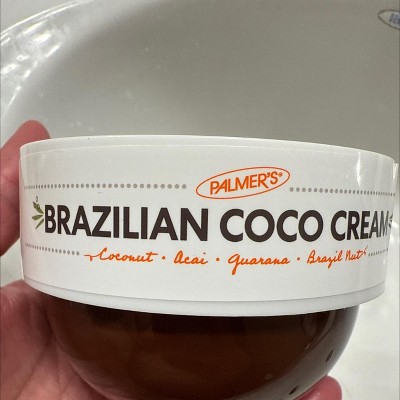 PALMER'S®
BRAZILIAN COCO CREAM
Coconut · Acai · Guarana · Brazil Nut